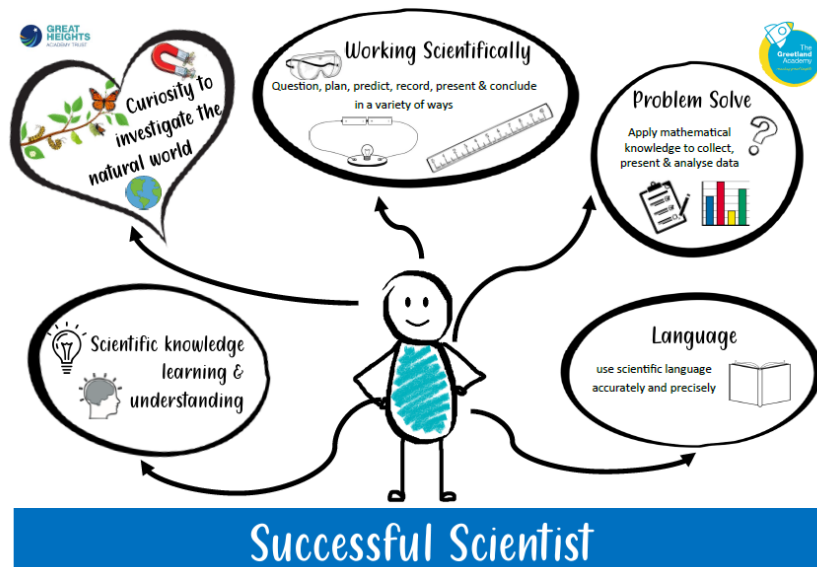 GREAT
HEIGHTS
ACADEMY TRUST
The
Greetland
Academy
Curiosity to
investigate the
natural world
Working Scientifically
Question, plan, predict, record, present & conclude
in a variety of ways
Problem Solve
Apply mathematical
knowledge to collect,
present & analyse data
Scientific knowledge
learning &
understanding
Language
use scientific language
accurately and precisely
Successful Scientist